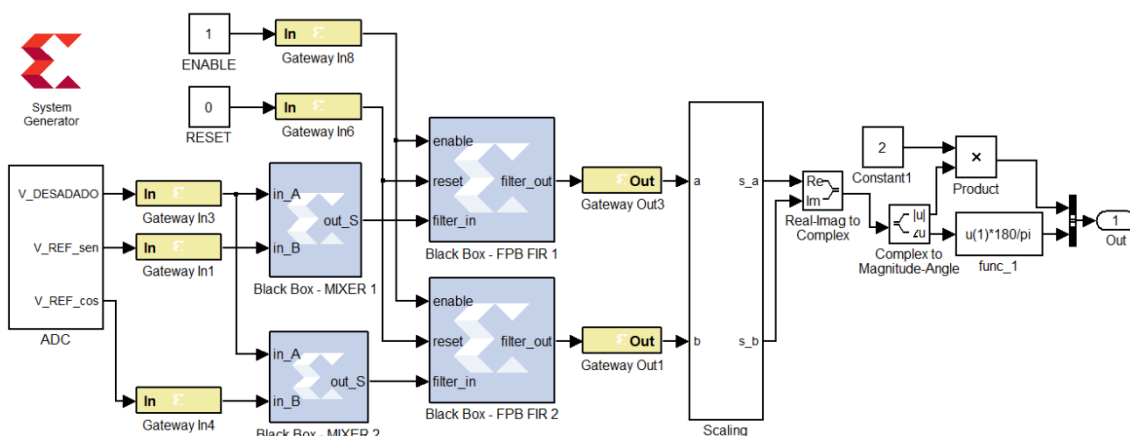 1
ENABLE
In
Gateway In8
0
RESET
In
Gateway In6
System
Generator
V_DESADADO
V_REF_sen
V_REF_cos
ADC
In
Gateway In3
In
Gateway In1
In
Gateway In4
in_A
in_B
out_S
Black Box - MIXER 1
in_A
in_B
out_S
Black Box - MIXER 2
enable
reset
filter_in
filter_out
Black Box - FPB FIR 1
enable
reset
filter_in
filter_out
Black Box - FPB FIR 2
Out
Gateway Out3
Out
Gateway Out1
a
b
s_a
s_b
Scaling
Re
Im
Real-Imag to
Complex
2
Constant1
×
Product
|u|
∠u
Complex to
Magnitude-Angle
u(1)*180/pi
func_1
1
Out